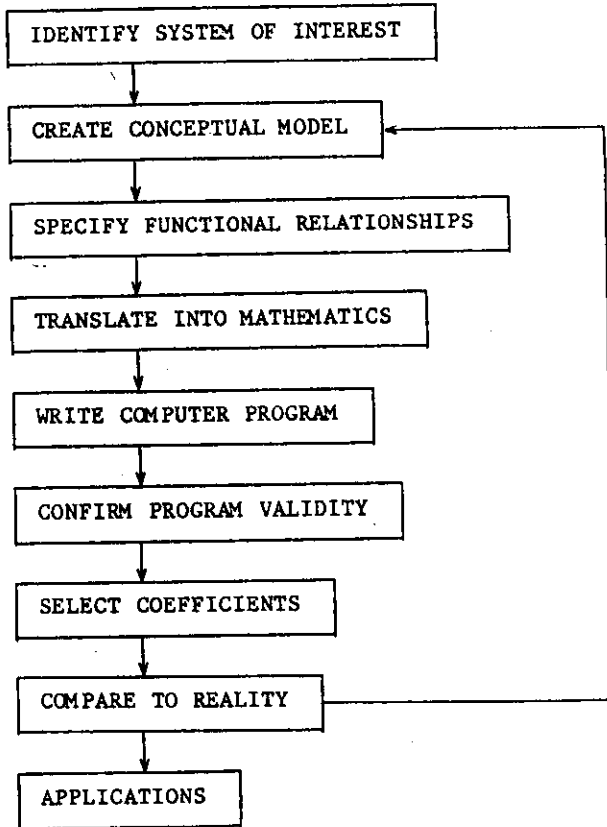 IDENTIFY SYSTEM OF INTEREST
CREATE CONCEPTUAL MODEL
SPECIFY FUNCTIONAL RELATIONSHIPS
TRANSLATE INTO MATHEMATICS
WRITE COMPUTER PROGRAM
CONFIRM PROGRAM VALIDITY
SELECT COEFFICIENTS
COMPARE TO REALITY
APPLICATIONS